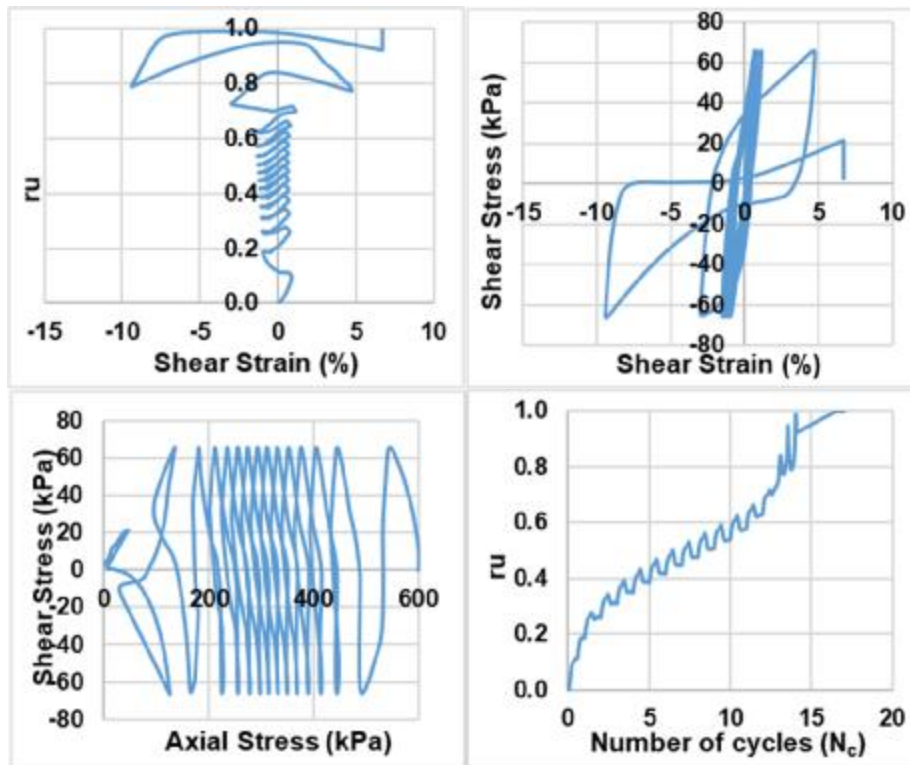 1.0
0.8
0.6
0.4
0.2
0.0
ru
-15 -10 -5 0 5 10
Shear Strain (%)
80
60
40
20
0
-20
-40
-60
-80
Shear Stress (kPa)
-15 -10 -5 0 5 10
Shear Strain (%)
80
60
40
20
0
-20
-40
-60
-80
Shear Stress (kPa)
0 200 400 600
Axial Stress (kPa)
1.0
0.8
0.6
0.4
0.2
0.0
ru
0 5 10 15 20
Number of cycles (Nc)